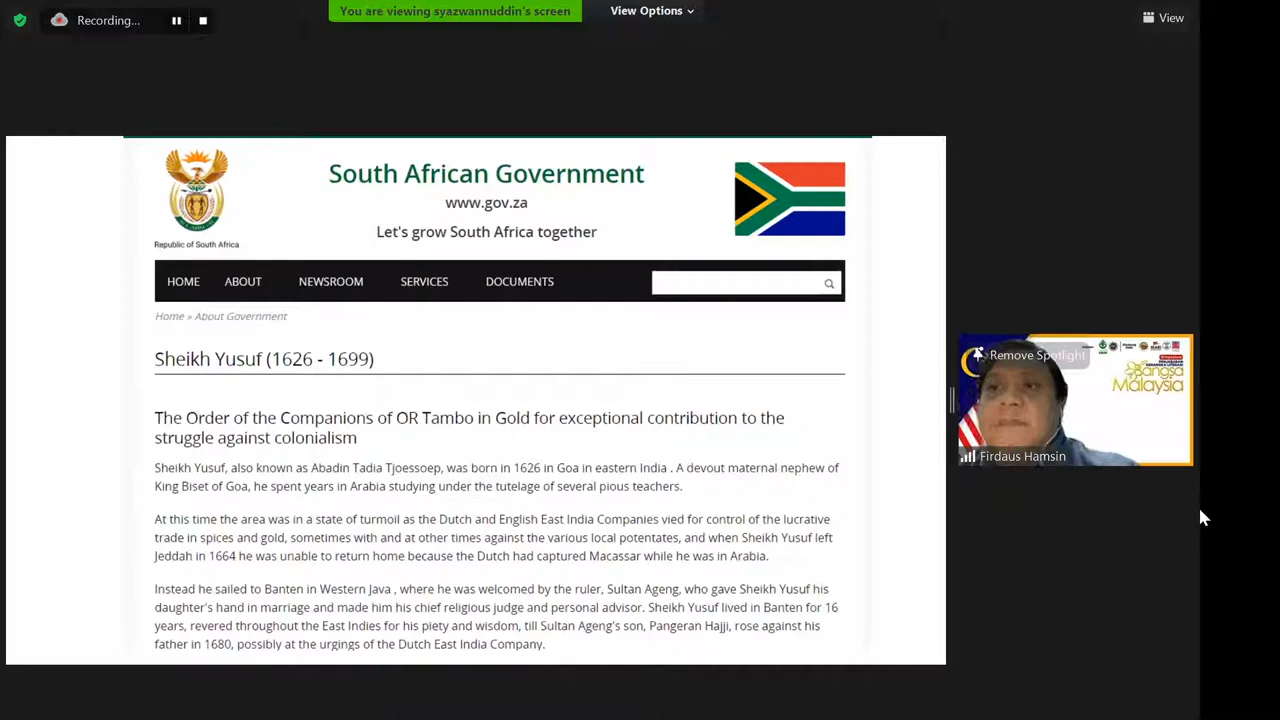 Recording...
You are viewing syazwannuddin's screen
View Options
View
South African Government
www.gov.za
Let's grow South Africa together
Republic of South Africa
HOME ABOUT NEWSROOM SERVICES DOCUMENTS
Home » About Government
Sheikh Yusuf (1626 - 1699)
The Order of the Companions of OR Tambo in Gold for exceptional contribution to the
struggle against colonialism
Sheikh Yusuf, also known as Abadin Tadia Tjoessoep, was born in 1626 in Goa in eastern India . A devout maternal nephew of
King Biset of Goa, he spent years in Arabia studying under the tutelage of several pious teachers.
At this time the area was in a state of turmoil as the Dutch and English East India Companies vied for control of the lucrative
trade in spices and gold, sometimes with and at other times against the various local potentates, and when Sheikh Yusuf left
Jeddah in 1664 he was unable to return home because the Dutch had captured Macassar while he was in Arabia.
Instead he sailed to Banten in Western Java , where he was welcomed by the ruler, Sultan Ageng, who gave Sheikh Yusuf his
daughter's hand in marriage and made him his chief religious judge and personal advisor. Sheikh Yusuf lived in Banten for 16
years, revered throughout the East Indies for his piety and wisdom, till Sultan Ageng's son, Pangeran Hajji, rose against his
father in 1680, possibly at the urgings of the Dutch East India Company.
Remove Spotlight
Bangsa
Malaysia
Firdaus Hamsin